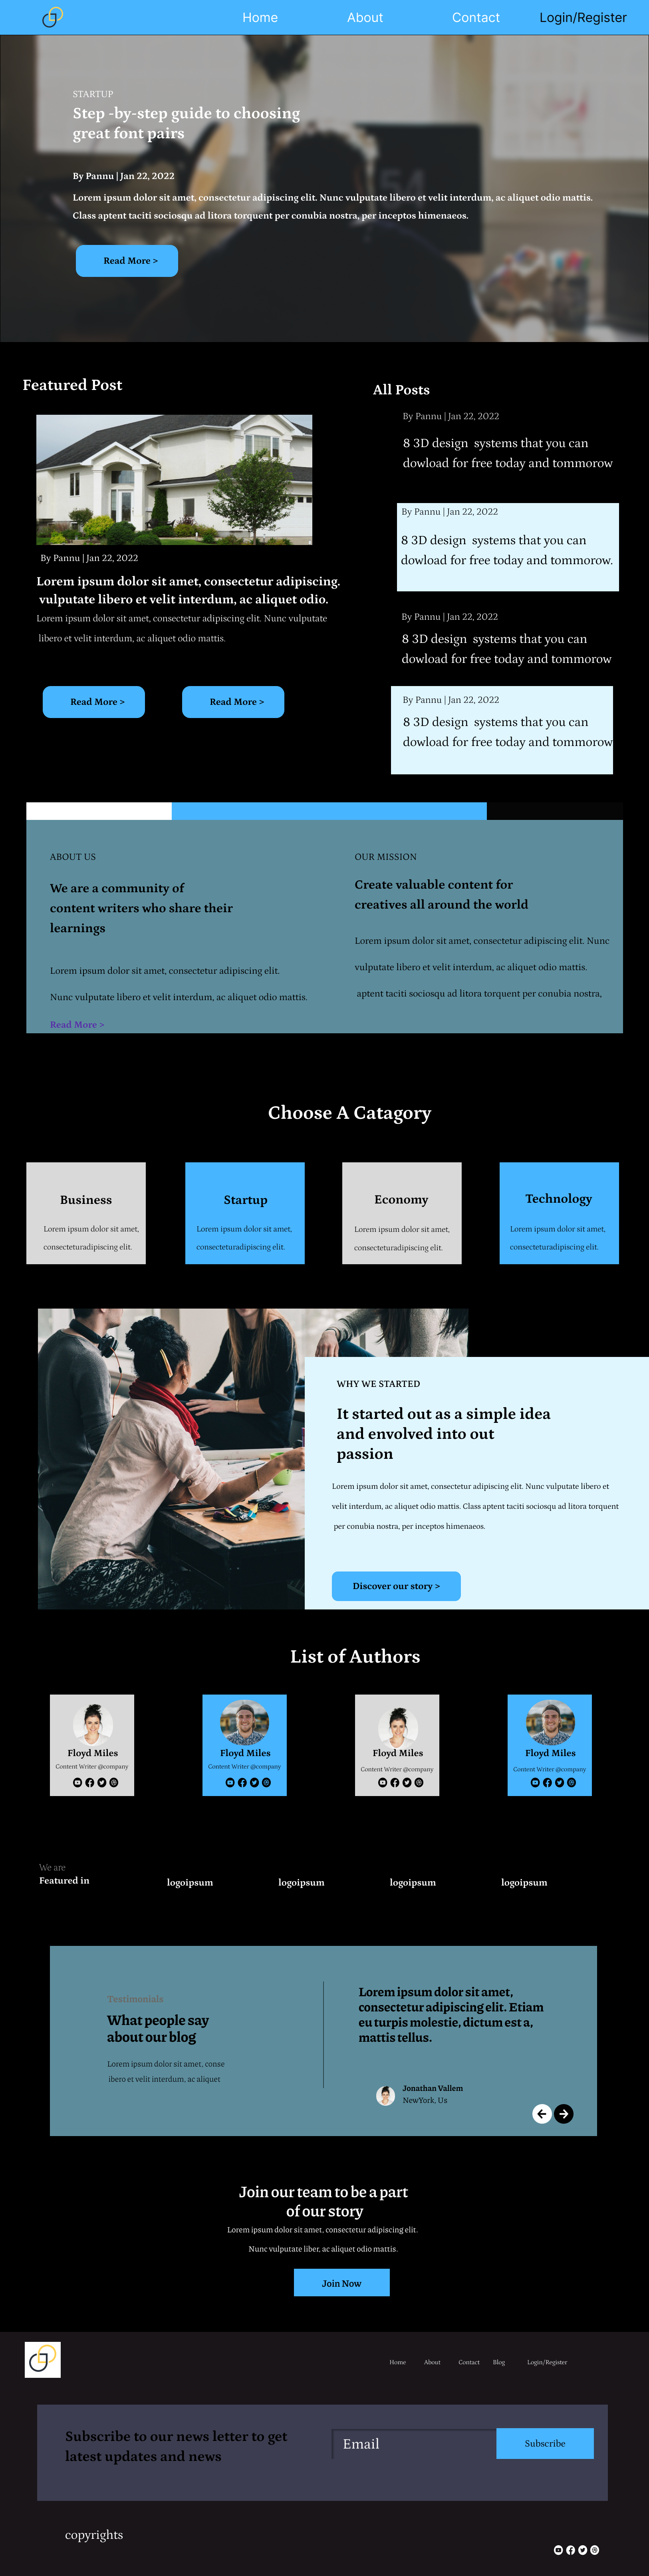 Home
About
Contact
Login/Register
STARTUP
Step -by-step guide to choosing
great font pairs
By Pannu | Jan 22, 2022
Lorem ipsum dolor sit amet, consectetur adipiscing elit. Nunc vulputate libero et velit interdum, ac aliquet odio mattis.
Class aptent taciti sociosqu ad litora torquent per conubia nostra, per inceptos himenaeos.
Read More >
Featured Post
By Pannu | Jan 22, 2022
Lorem ipsum dolor sit amet, consectetur adipiscing.
vulputate libero et velit interdum, ac aliquet odio.
Lorem ipsum dolor sit amet, consectetur adipiscing elit. Nunc vulputate
libero et velit interdum, ac aliquet odio mattis.
Read More >
Read More >
All Posts
By Pannu | Jan 22, 2022
8 3D design systems that you can
dowload for free today and tommorow
By Pannu | Jan 22, 2022
8 3D design systems that you can
dowload for free today and tommorow.
By Pannu | Jan 22, 2022
8 3D design systems that you can
dowload for free today and tommorow
By Pannu | Jan 22, 2022
8 3D design systems that you can
dowload for free today and tommorow
ABOUT US
We are a community of
content writers who share their
learnings
Lorem ipsum dolor sit amet, consectetur adipiscing elit.
Nunc vulputate libero et velit interdum, ac aliquet odio mattis.
Read More >
OUR MISSION
Create valuable content for
creatives all around the world
Lorem ipsum dolor sit amet, consectetur adipiscing elit. Nunc
vulputate libero et velit interdum, ac aliquet odio mattis.
aptent taciti sociosqu ad litora torquent per conubia nostra,
Choose A Catagory
Business
Lorem ipsum dolor sit amet,
consecteturadipiscing elit.
Startup
Lorem ipsum dolor sit amet,
consecteturadipiscing elit.
Economy
Lorem ipsum dolor sit amet,
consecteturadipiscing elit.
Technology
Lorem ipsum dolor sit amet,
consecteturadipiscing elit.
WHY WE STARTED
It started out as a simple idea
and envolved into out
passion
Lorem ipsum dolor sit amet, consectetur adipiscing elit. Nunc vulputate libero et
velit interdum, ac aliquet odio mattis. Class aptent taciti sociosqu ad litora torquent
per conubia nostra, per inceptos himenaeos.
Discover our story >
List of Authors
Floyd Miles
Content Writer @company
Floyd Miles
Content Writer @company
Floyd Miles
Content Writer @company
Floyd Miles
Content Writer @company
We are
Featured in
logoipsum
logoipsum
logoipsum
logoipsum
Testimonials
What people say
about our blog
Lorem ipsum dolor sit amet, conse
ibero et velit interdum, ac aliquet
Lorem ipsum dolor sit amet,
consectetur adipiscing elit. Etiam
eu turpis molestie, dictum est a,
mattis tellus.
Jonathan Vallem
NewYork, Us
Join our team to be a part
of our story
Lorem ipsum dolor sit amet, consectetur adipiscing elit.
Nunc vulputate liber, ac aliquet odio mattis.
Join Now
Home
About
Contact
Blog
Login/Register
Subscribe to our news letter to get
latest updates and news
Email
Subscribe
copyrights